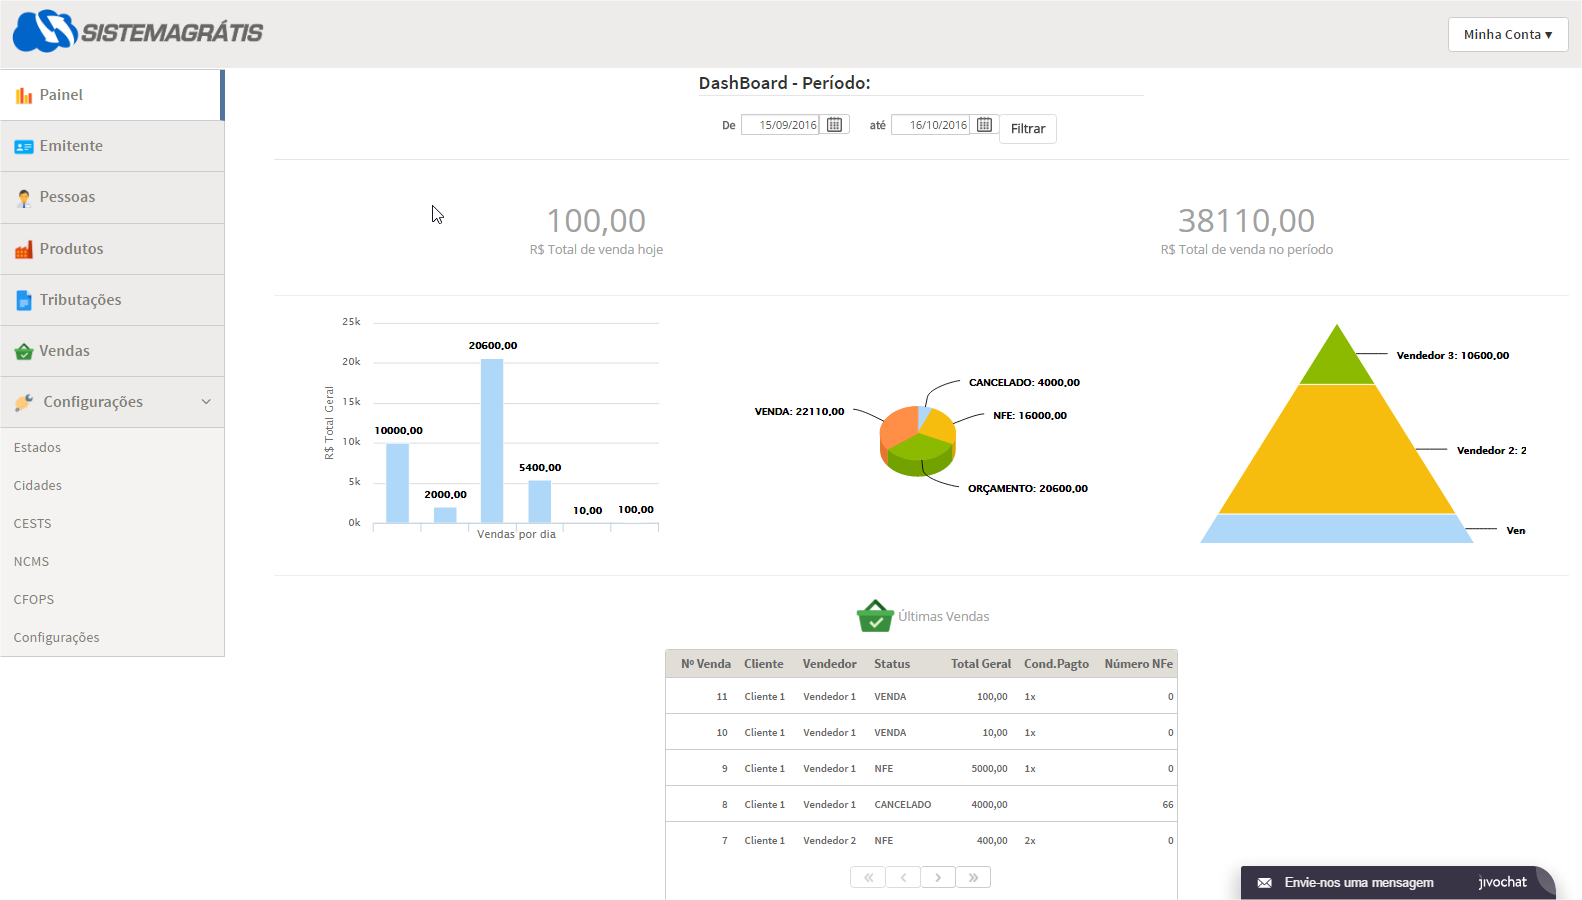 SISTEMAGRÁTIS
Minha Conta ▾
Painel
Emitente
Pessoas
Produtos
Tributações
Vendas
Configurações
Estados
Cidades
CESTS
NCMS
CFOPS
Configurações
DashBoard - Período:
De 15/09/2016 até 16/10/2016 Filtrar
100,00
R$ Total de venda hoje
38110,00
R$ Total de venda no período
R$ Total Geral
25k
20k
15k
10k
5k
0k
10000,00
2000,00
20600,00
5400,00
10,00
100,00
Vendas por dia
CANCELADO: 4000,00
VENDA: 22110,00
NFE: 16000,00
ORÇAMENTO: 20600,00
Vendedor 3: 10600,00
Vendedor 2: 2
Ven
Últimas Vendas
Nº Venda Cliente Vendedor Status Total Geral Cond.Pagto Número NFe
11 Cliente 1 Vendedor 1 VENDA 100,00 1x 0
10 Cliente 1 Vendedor 1 VENDA 10,00 1x 0
9 Cliente 1 Vendedor 1 NFE 5000,00 1x 0
8 Cliente 1 Vendedor 1 CANCELADO 4000,00 66
7 Cliente 1 Vendedor 2 NFE 400,00 2x 0
« ‹ › »
Envie-nos uma mensagem jivochat